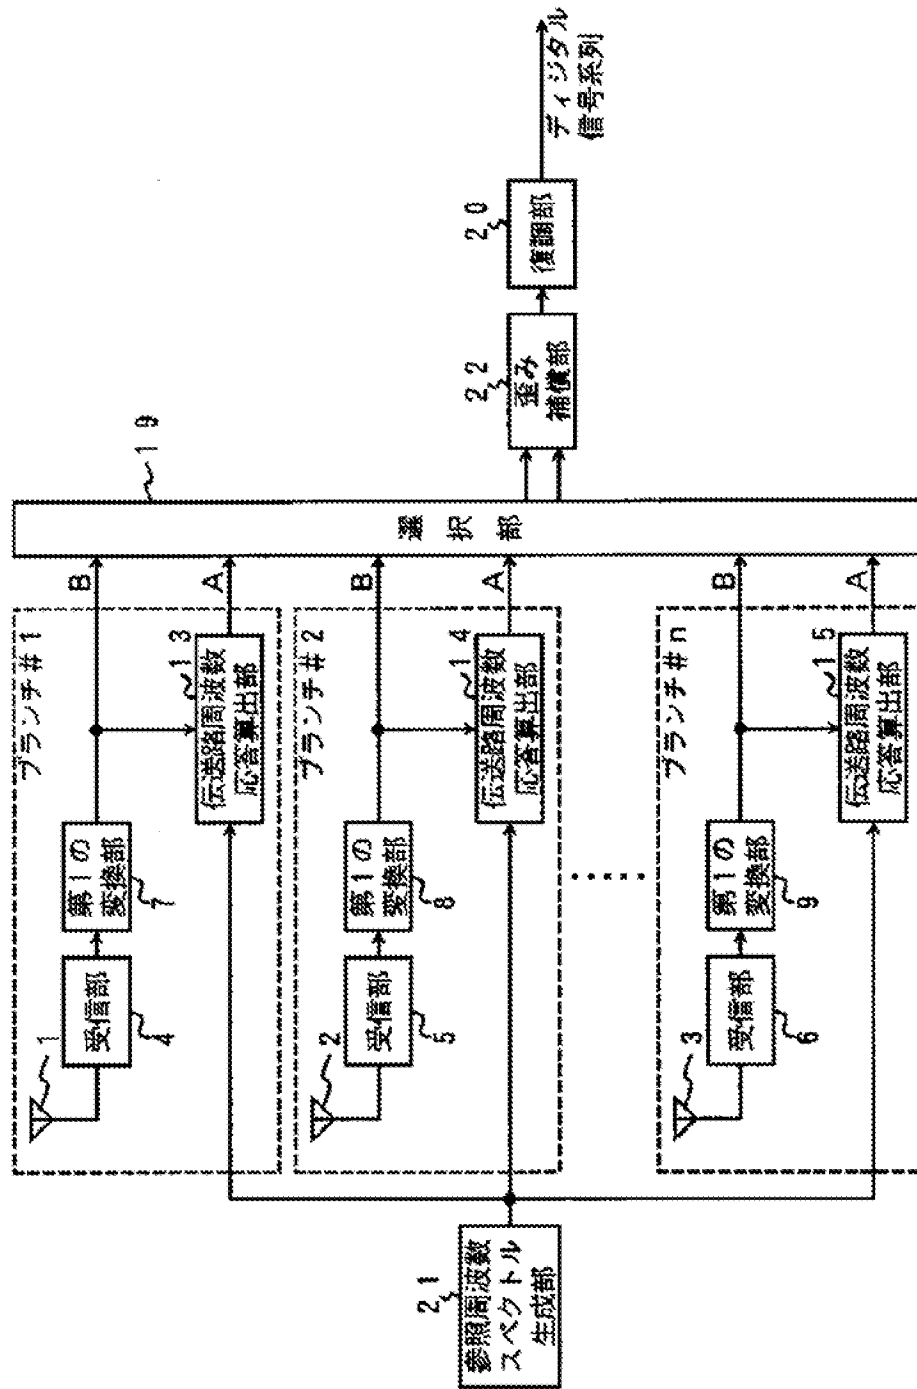 ブランチ#1
1
受信部
4
第1の
変換部
7
伝送路周波数
応答算出部
13
B
A
ブランチ#2
2
受信部
5
第1の
変換部
8
伝送路周波数
応答算出部
14
B
A
ブランチ#n
3
受信部
6
第1の
変換部
9
伝送路周波数
応答算出部
15
B
A
参照周波数
スペクトル
生成部
21
選択部
19
歪み
補償部
22
復調部
20
ディジタル
信号系列